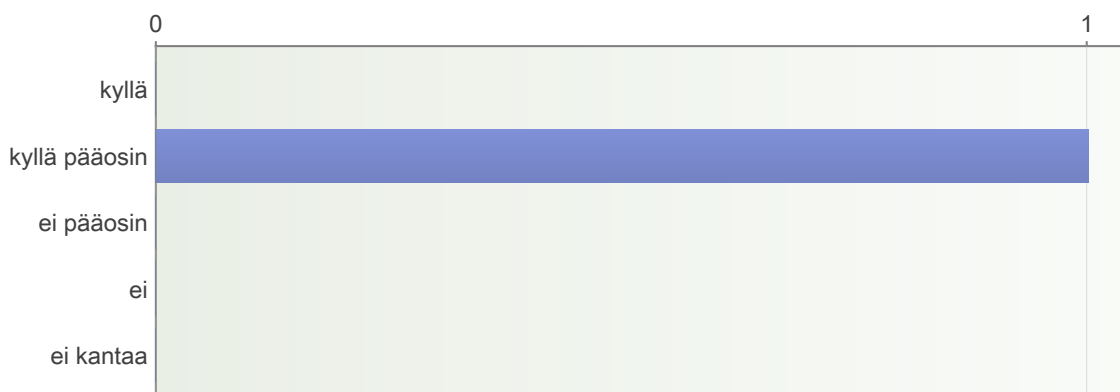 0 1
kyllä
kyllä pääosin
ei pääosin
ei
ei kantaa